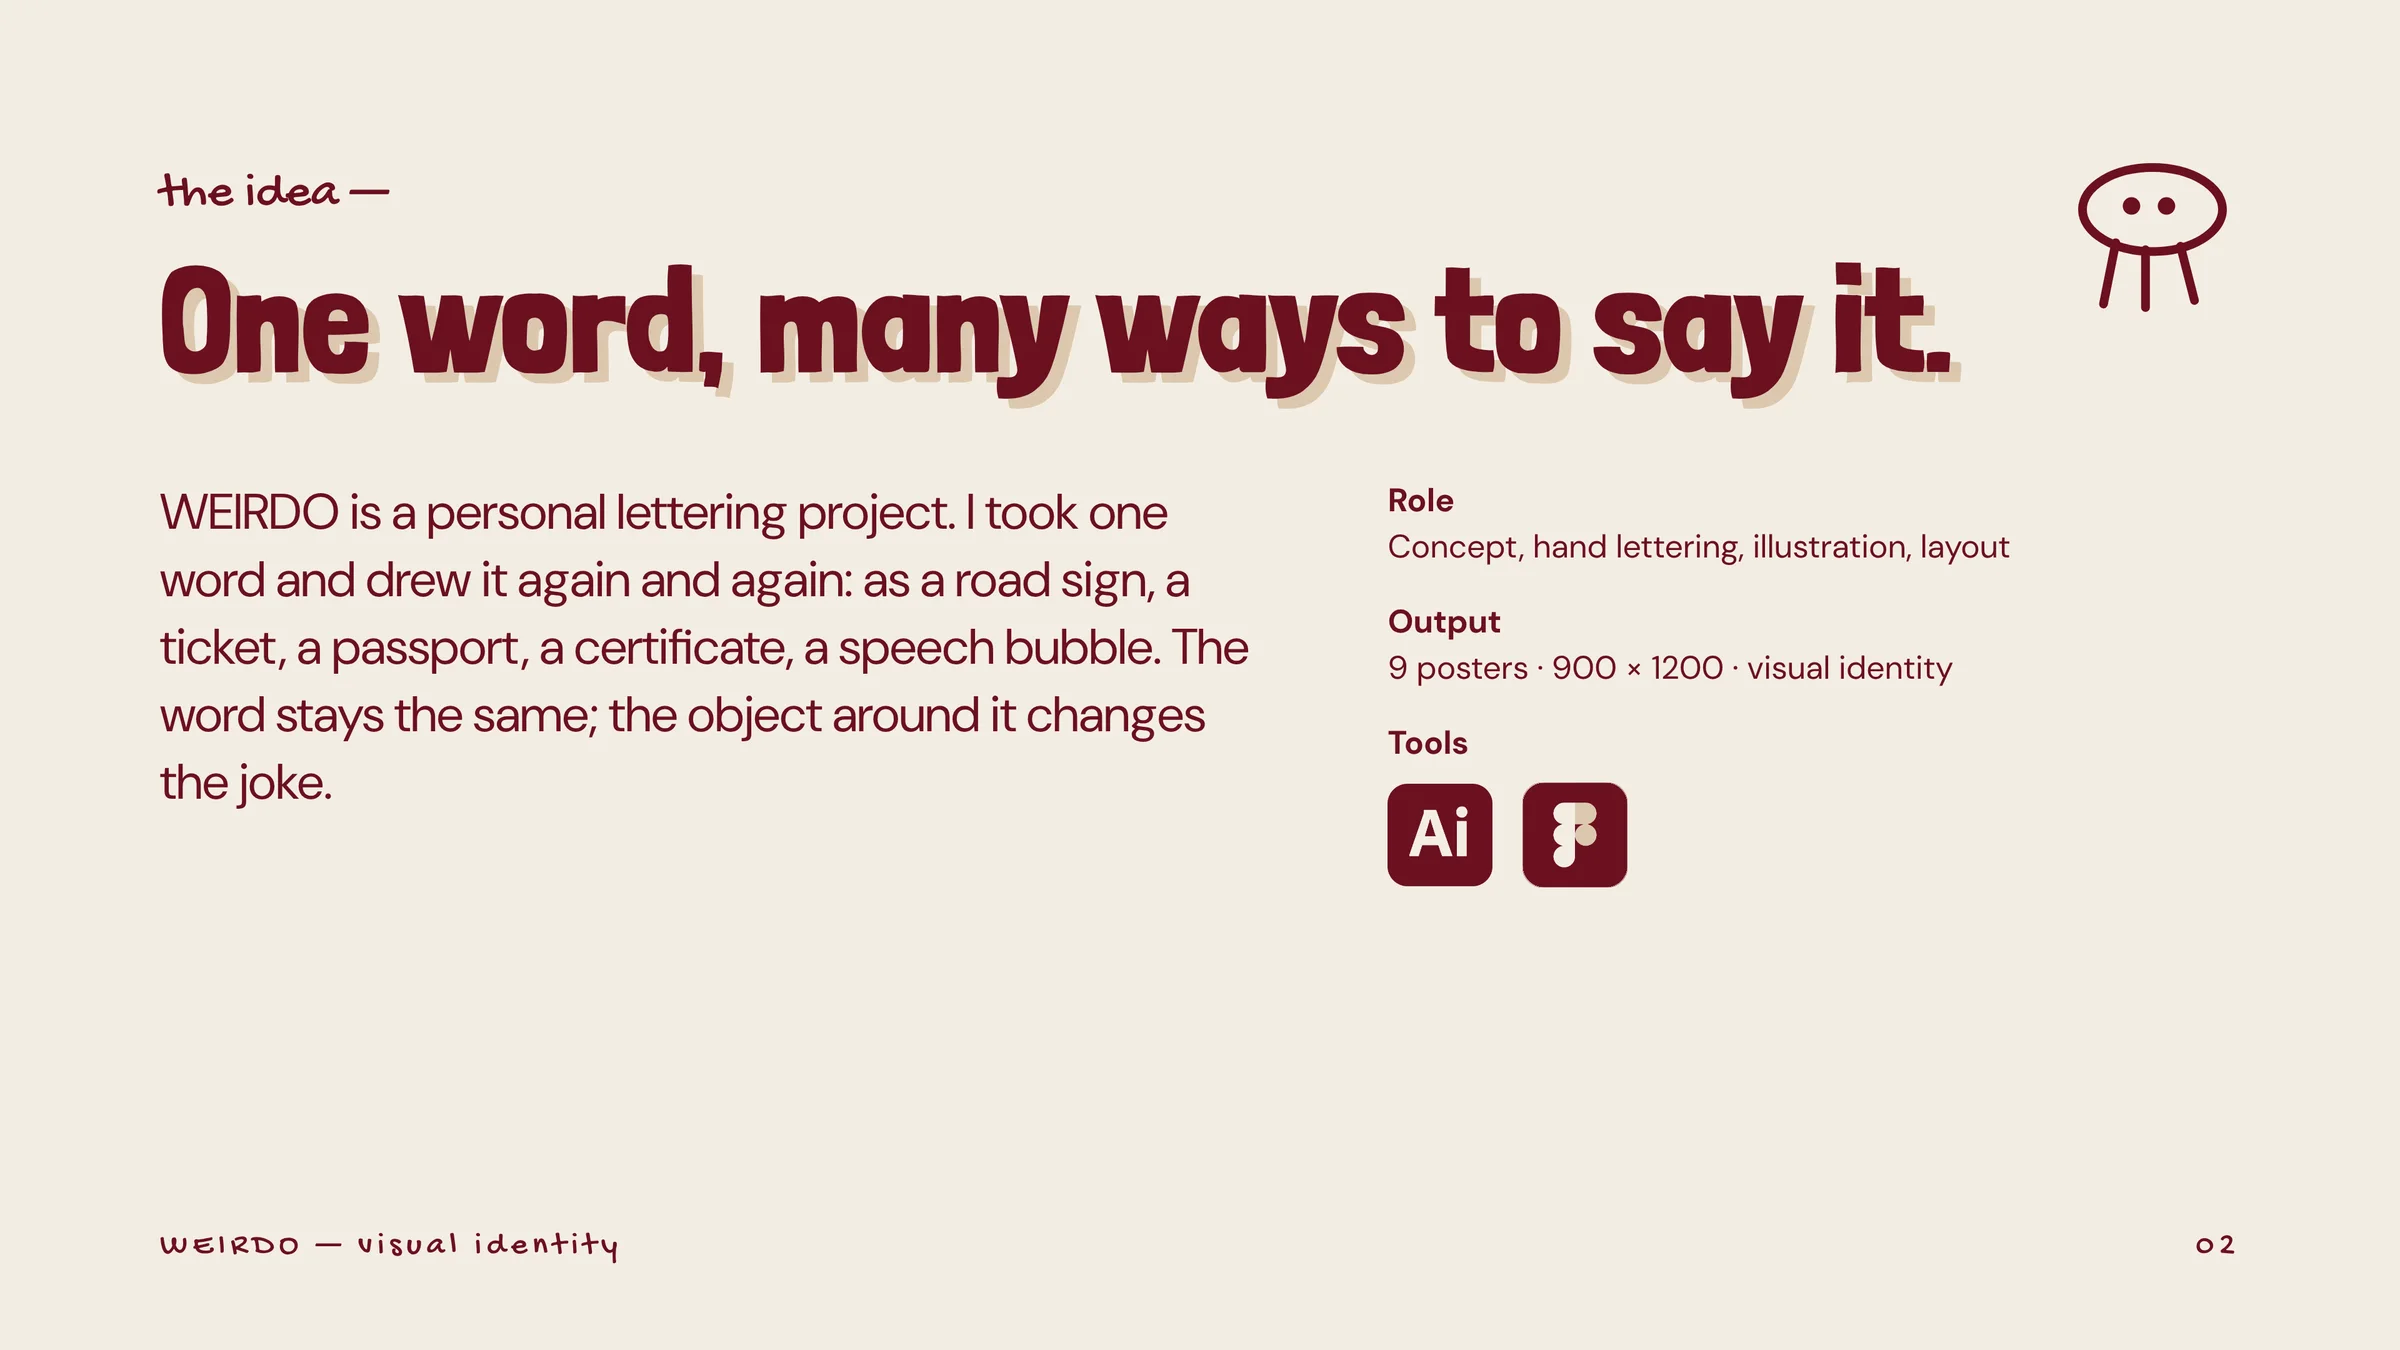 the idea —
One word, many ways to say it.
WEIRDO is a personal lettering project. I took one
word and drew it again and again: as a road sign, a
ticket, a passport, a certificate, a speech bubble. The
word stays the same; the object around it changes
the joke.
Role
Concept, hand lettering, illustration, layout
Output
9 posters · 900 × 1200 · visual identity
Tools
Ai
WEIRDO — visual identity
02